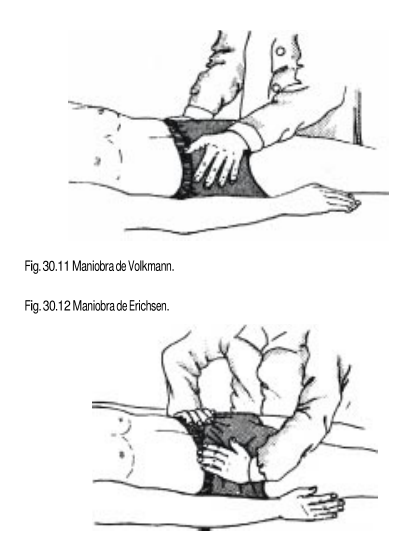 Fig. 30.11 Maniobra de Volkmann.
Fig. 30.12 Maniobra de Erichsen.